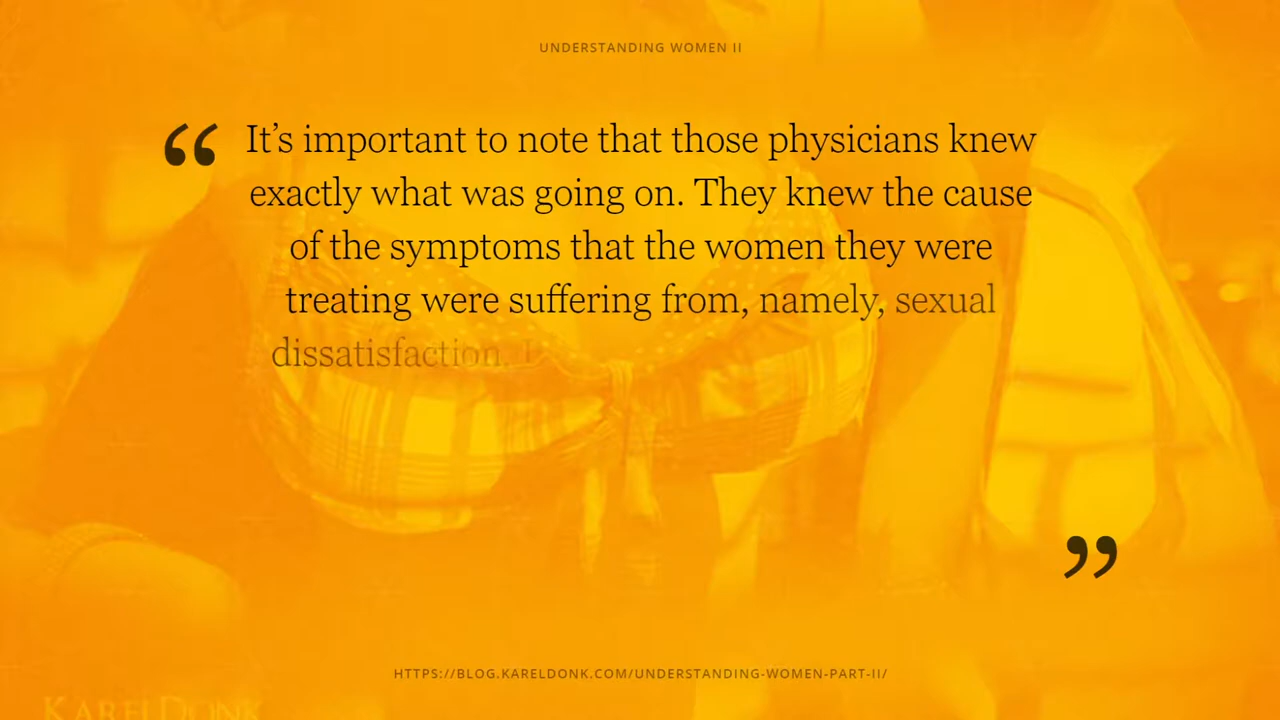 UNDERSTANDING WOMEN II
“ It’s important to note that those physicians knew
exactly what was going on. They knew the cause
of the symptoms that the women they were
treating were suffering from, namely, sexual
dissatisfaction. I
”
HTTPS://BLOG.KARELDONK.COM/UNDERSTANDING-WOMEN-PART-II/
KARELDONK